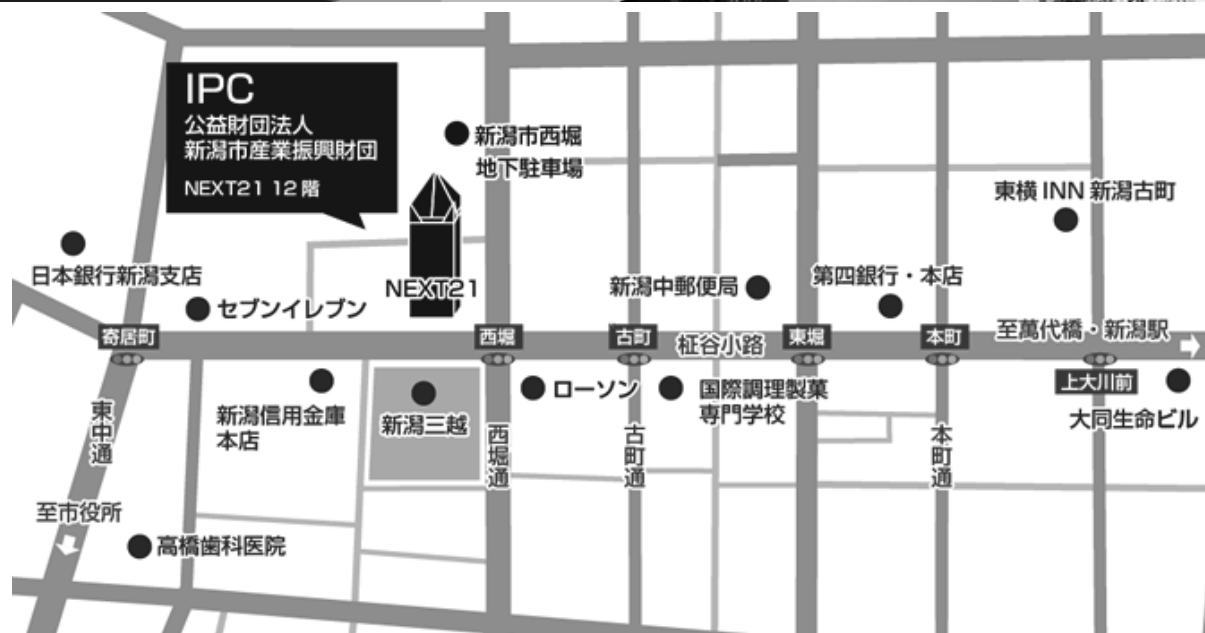 IPC
公益財団法人
新潟市産業振興財団
NEXT21 12階
新潟市西堀
地下駐車場
東横INN 新潟古町
日本銀行新潟支店
セブンイレブン
NEXT21
新潟中郵便局
第四銀行・本店
寄居町
西堀
古町
柾谷小路
東堀
本町
至萬代橋・新潟駅
上大川前
新潟信用金庫
本店
新潟三越
ローソン
国際調理製菓
専門学校
大同生命ビル
東中通
西堀通
古町通
本町通
至市役所
高橋歯科医院